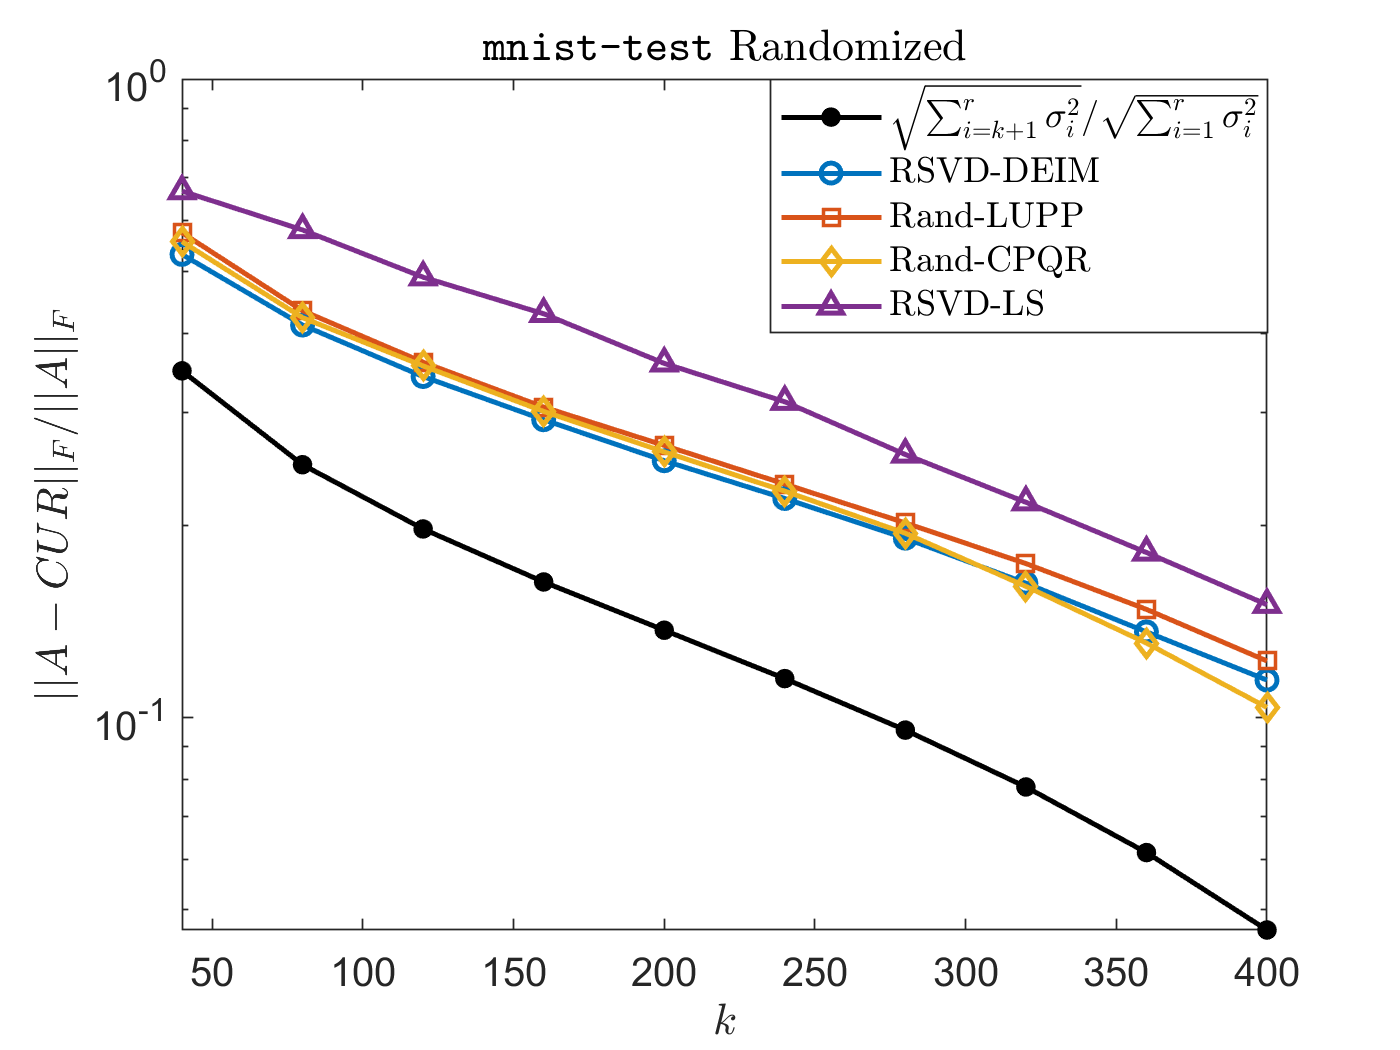 mnist-test Randomized
10^0
10^-1
||A − CUR||_F/||A||_F
√∑_{i=k+1}^r σ_i^2/√∑_{i=1}^r σ_i^2
RSVD-DEIM
Rand-LUPP
Rand-CPQR
RSVD-LS
50 100 150 200 250 300 350 400
k